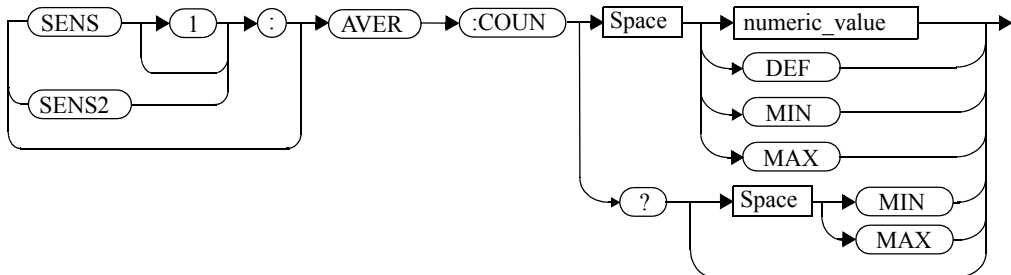 SENS 1 : AVER :COUN Space numeric_value
DEF
SENS2
MIN
MAX
? Space MIN
MAX